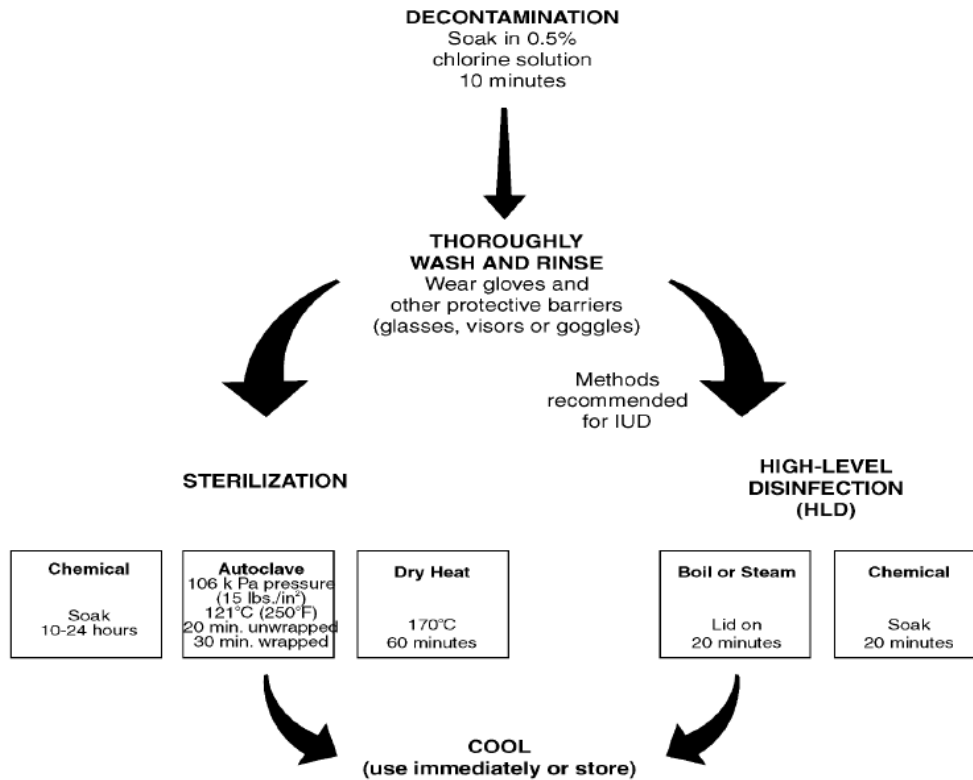 DECONTAMINATION
Soak in 0.5%
chlorine solution
10 minutes
THOROUGHLY
WASH AND RINSE
Wear gloves and
other protective barriers
(glasses, visors or goggles)
Methods
recommended
for IUD
STERILIZATION
HIGH-LEVEL
DISINFECTION
(HLD)
Chemical
Soak
10-24 hours
Autoclave
106 k Pa pressure
(15 lbs./in²)
121°C (250°F)
20 min. unwrapped
30 min. wrapped
Dry Heat
170°C
60 minutes
Boil or Steam
Lid on
20 minutes
Chemical
Soak
20 minutes
COOL
(use immediately or store)